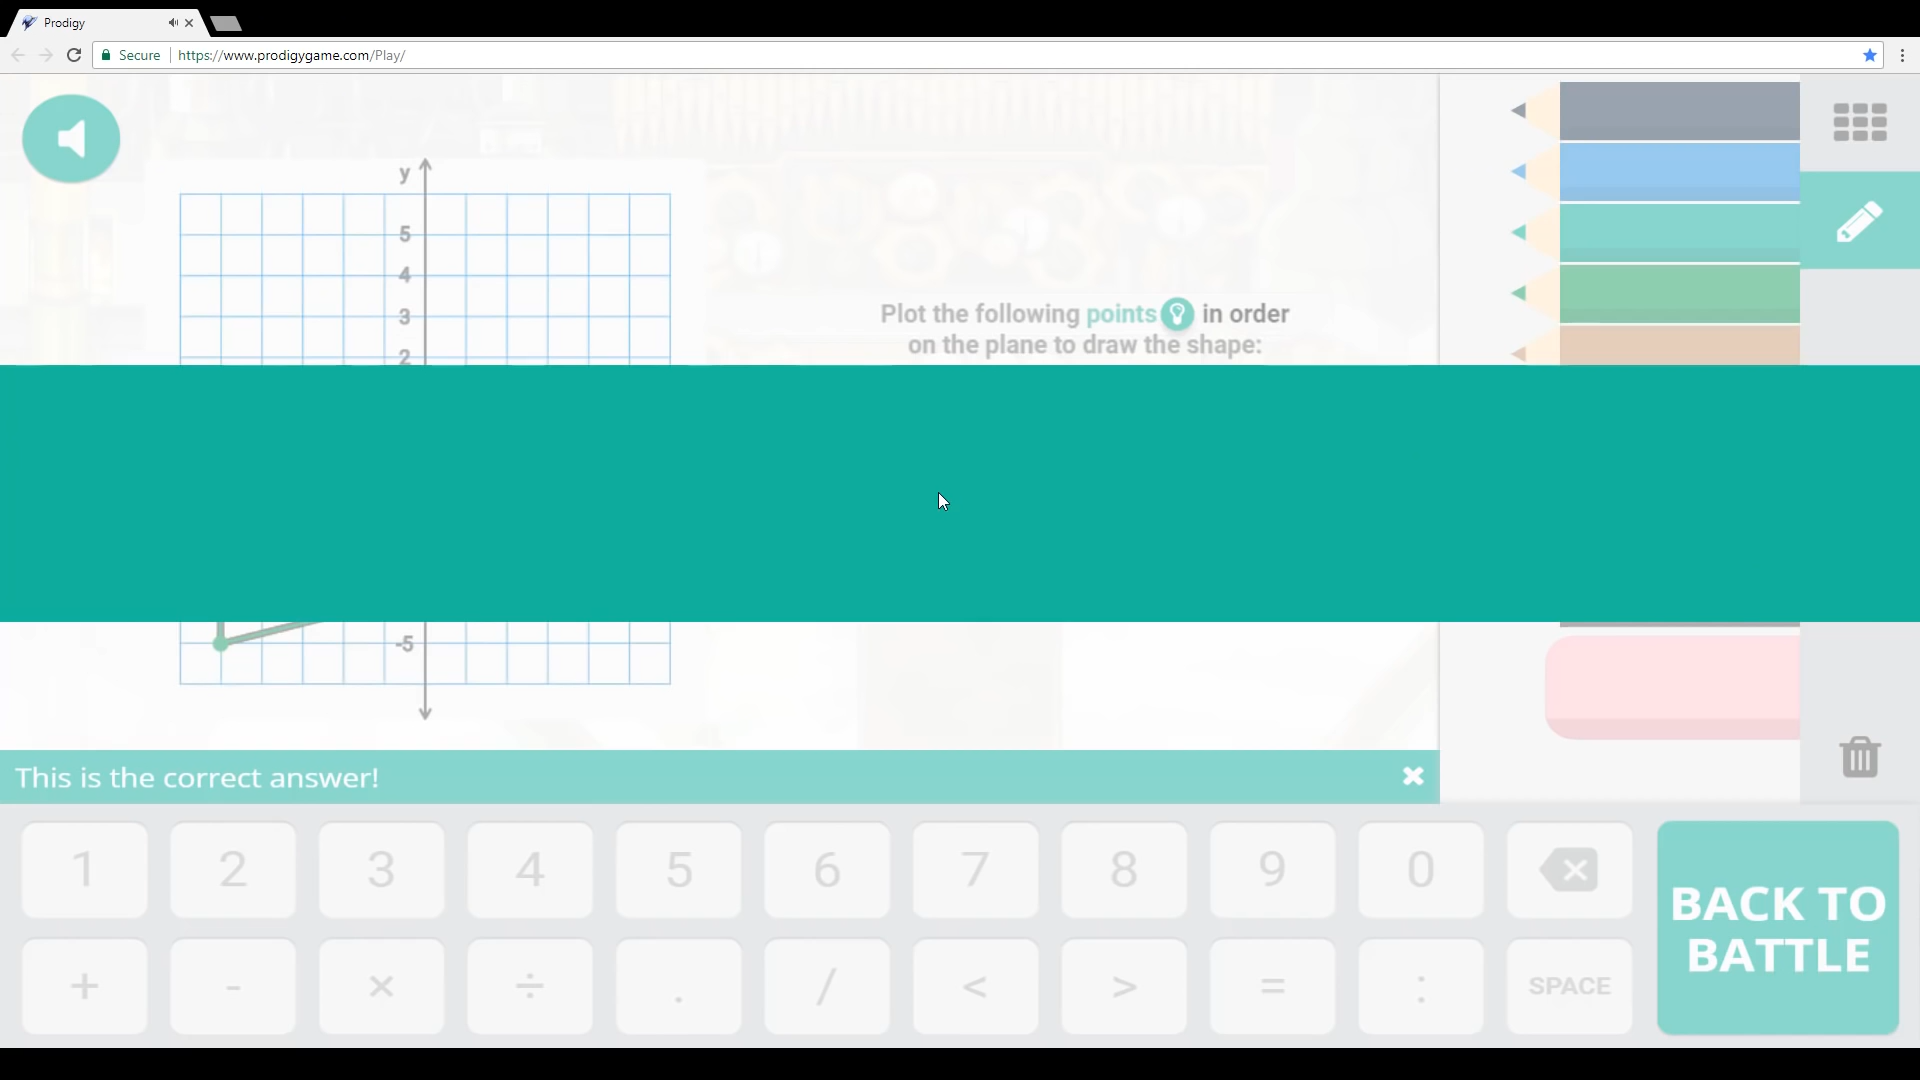 Prodigy
Secure https://www.prodigygame.com/Play/
y
5
4
3
2
Plot the following points in order
on the plane to draw the shape:
-5
This is the correct answer!
1 2 3 4 5 6 7 8 9 0
BACK TO
BATTLE
+ - × ÷ . / < > = : SPACE